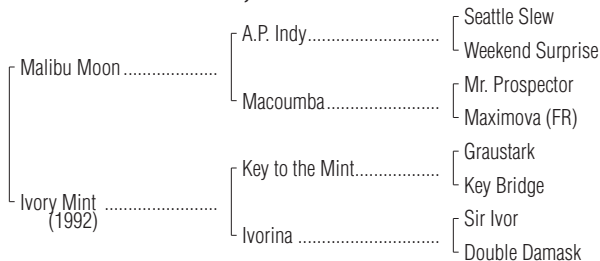 Seattle Slew
A.P. Indy
Weekend Surprise
Malibu Moon
Mr. Prospector
Macoumba
Maximova (FR)
Graustark
Key to the Mint
Key Bridge
Ivory Mint
(1992)
Sir Ivor
Ivorina
Double Damask